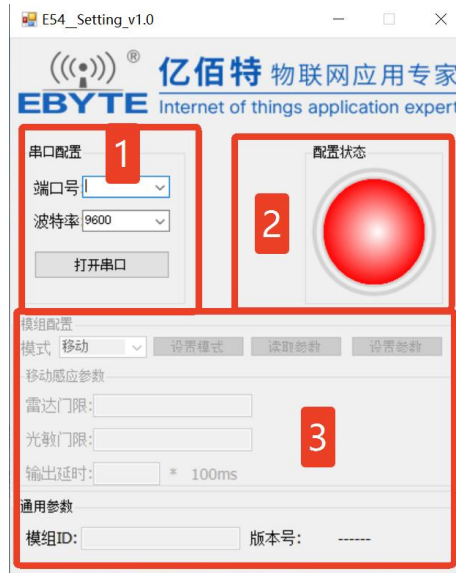 E54__Setting_v1.0
®
亿佰特 物联网应用专家
EBYTE Internet of things application expert
串口配置
1
端口号
波特率 9600
打开串口
配置状态
2
模组配置
模式 移动 设置模式 读取参数 设置参数
移动感应参数
雷达门限:
光敏门限:
输出延时: * 100ms
3
通用参数
模组ID: 版本号: ------